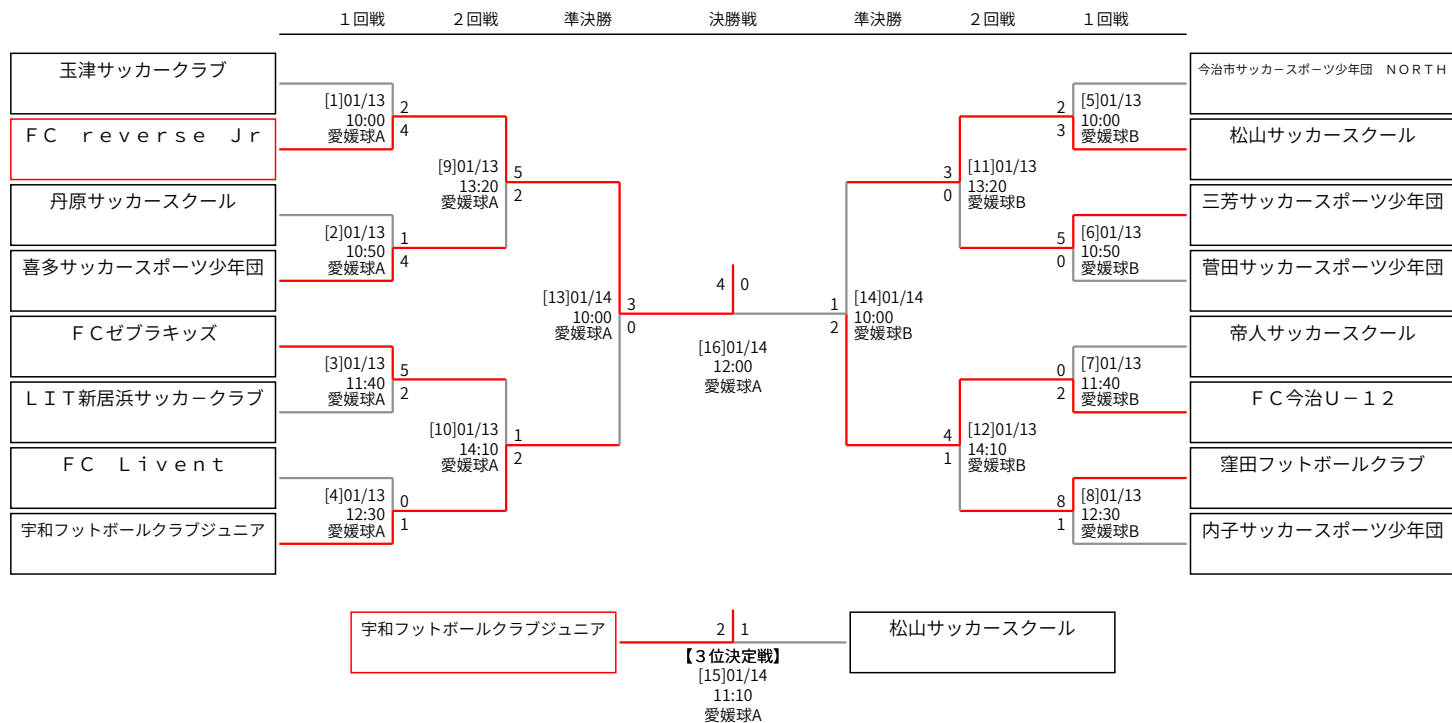 １回戦 ２回戦 準決勝 決勝戦 準決勝 ２回戦 １回戦
玉津サッカークラブ
ＦＣ　ｒｅｖｅｒｓｅ　Ｊｒ
丹原サッカースクール
喜多サッカースポーツ少年団
ＦＣゼブラキッズ
ＬＩＴ新居浜サッカークラブ
ＦＣ　Ｌｉｖｅｎｔ
宇和フットボールクラブジュニア
[1]01/13
10:00
愛媛球A
2
4
[2]01/13
10:50
愛媛球A
1
4
[3]01/13
11:40
愛媛球A
5
2
[4]01/13
12:30
愛媛球A
0
1
[9]01/13
13:20
愛媛球A
5
2
[10]01/13
14:10
愛媛球A
1
2
[13]01/14
10:00
愛媛球A
3
0
4 0
[16]01/14
12:00
愛媛球A
1
2
[14]01/14
10:00
愛媛球B
3
0
[11]01/13
13:20
愛媛球B
4
1
[12]01/13
14:10
愛媛球B
2
3
[5]01/13
10:00
愛媛球B
5
0
[6]01/13
10:50
愛媛球B
0
2
[7]01/13
11:40
愛媛球B
8
1
[8]01/13
12:30
愛媛球B
今治市サッカースポーツ少年団　ＮＯＲＴＨ
松山サッカースクール
三芳サッカースポーツ少年団
菅田サッカースポーツ少年団
帝人サッカースクール
ＦＣ今治Ｕ－１２
窪田フットボールクラブ
内子サッカースポーツ少年団
宇和フットボールクラブジュニア
2 1
松山サッカースクール
【３位決定戦】
[15]01/14
11:10
愛媛球A